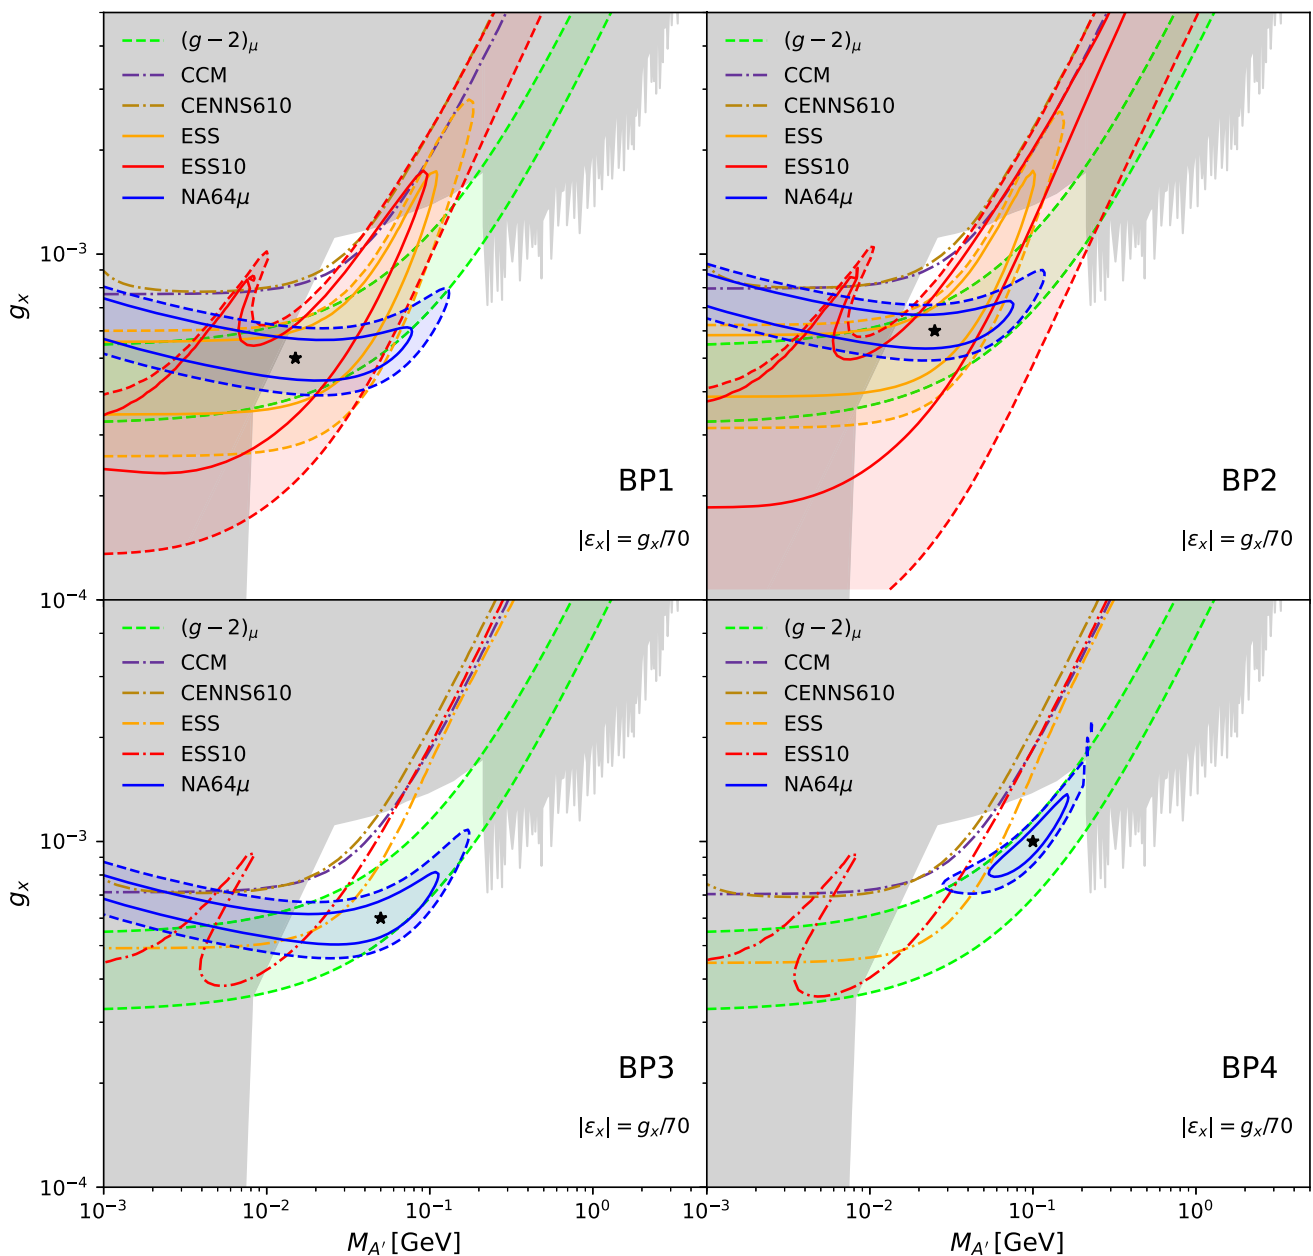 (g − 2)μ
CCM
CENNS610
ESS
ESS10
NA64μ
BP1
|εx| = gx/70
(g − 2)μ
CCM
CENNS610
ESS
ESS10
NA64μ
BP2
|εx| = gx/70
10⁻³
gx
10⁻⁴
(g − 2)μ
CCM
CENNS610
ESS
ESS10
NA64μ
BP3
|εx| = gx/70
(g − 2)μ
CCM
CENNS610
ESS
ESS10
NA64μ
BP4
|εx| = gx/70
10⁻³
gx
10⁻⁴
10⁻³ 10⁻² 10⁻¹ 10⁰ 10⁻³ 10⁻² 10⁻¹ 10⁰
MA′ [GeV] MA′ [GeV]